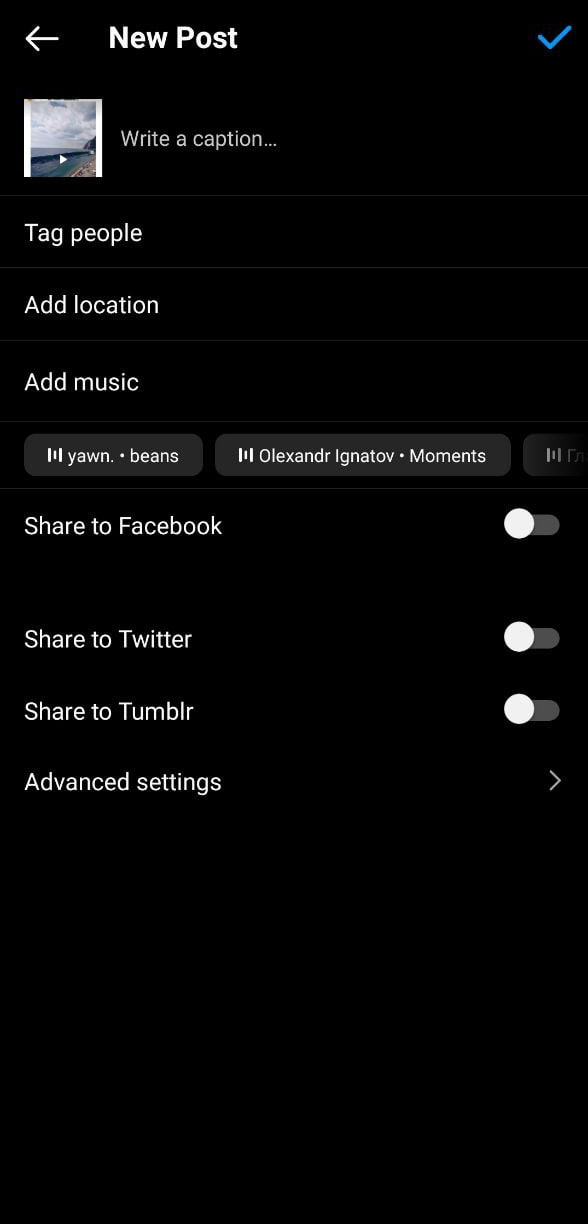 New Post
Write a caption...
Tag people
Add location
Add music
yawn. • beans
Olexandr Ignatov • Moments
Share to Facebook
Share to Twitter
Share to Tumblr
Advanced settings